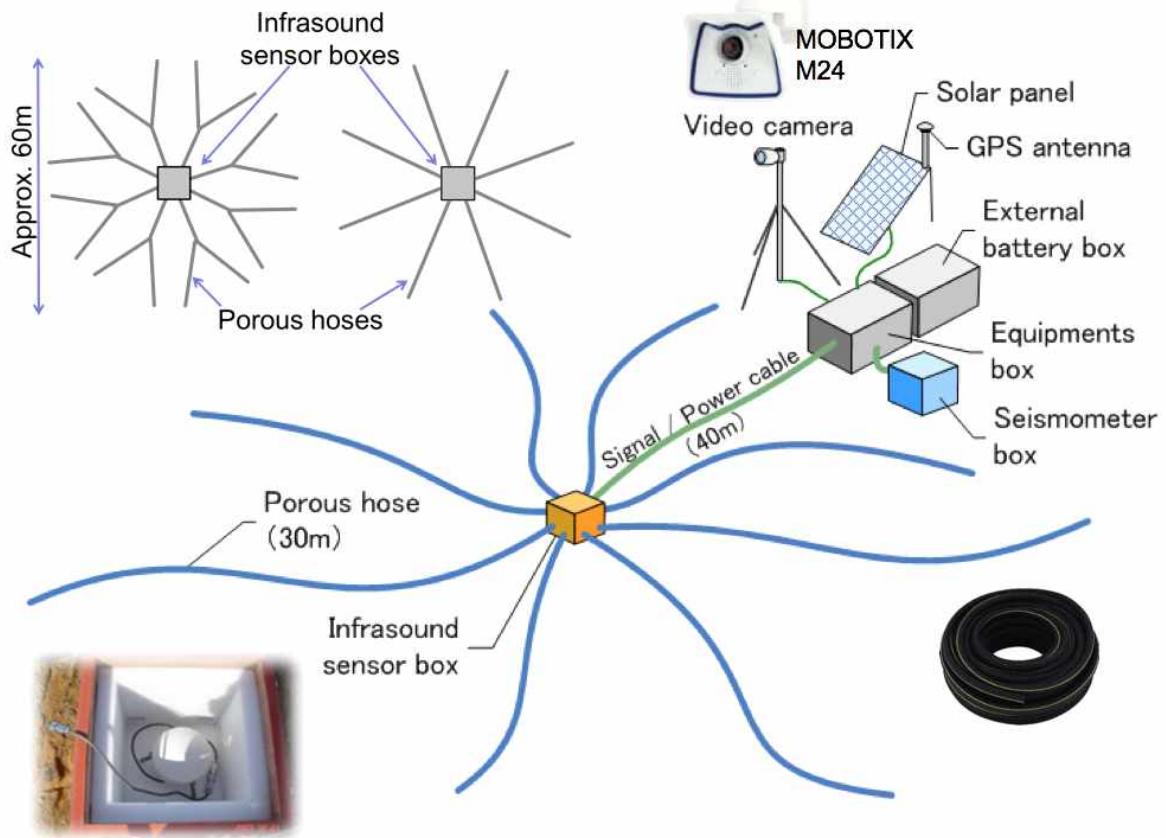 Infrasound
sensor boxes
Approx. 60m
Porous hoses
MOBOTIX
M24
Video camera
Solar panel
GPS antenna
External
battery box
Equipments
box
Seismometer
box
Signal / Power cable
(40m)
Porous hose
(30m)
Infrasound
sensor box